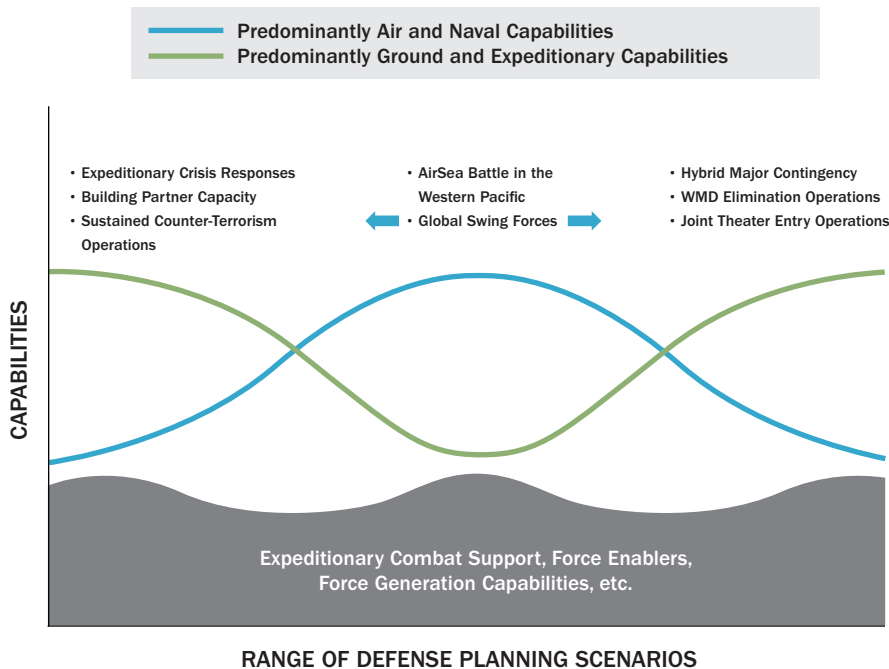 Predominantly Air and Naval Capabilities
Predominantly Ground and Expeditionary Capabilities
• Expeditionary Crisis Responses
• Building Partner Capacity
• Sustained Counter-Terrorism
Operations
• AirSea Battle in the
Western Pacific
• Global Swing Forces
• Hybrid Major Contingency
• WMD Elimination Operations
• Joint Theater Entry Operations
CAPABILITIES
Expeditionary Combat Support, Force Enablers,
Force Generation Capabilities, etc.
RANGE OF DEFENSE PLANNING SCENARIOS